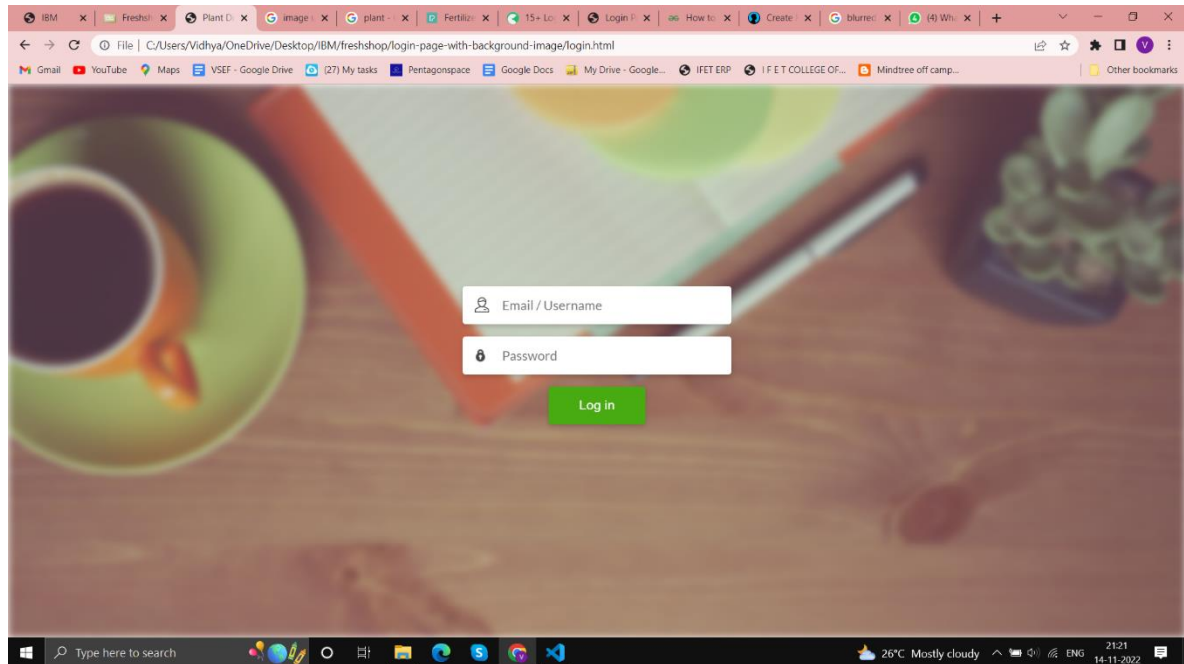 IBM Freshsh Plant D image plant - Fertilize 15+ Lo Login P How to Create blurred (4) Wh
File | C:/Users/Vidhya/OneDrive/Desktop/IBM/freshshop/login-page-with-background-image/login.html
Gmail YouTube Maps VSEF - Google Drive (27) My tasks Pentagonspace Google Docs My Drive - Google... IFET ERP I F E T COLLEGE OF... Mindtree off camp... Other bookmarks
Email / Username
Password
Log in
Type here to search 26°C Mostly cloudy ENG 21:21
14-11-2022